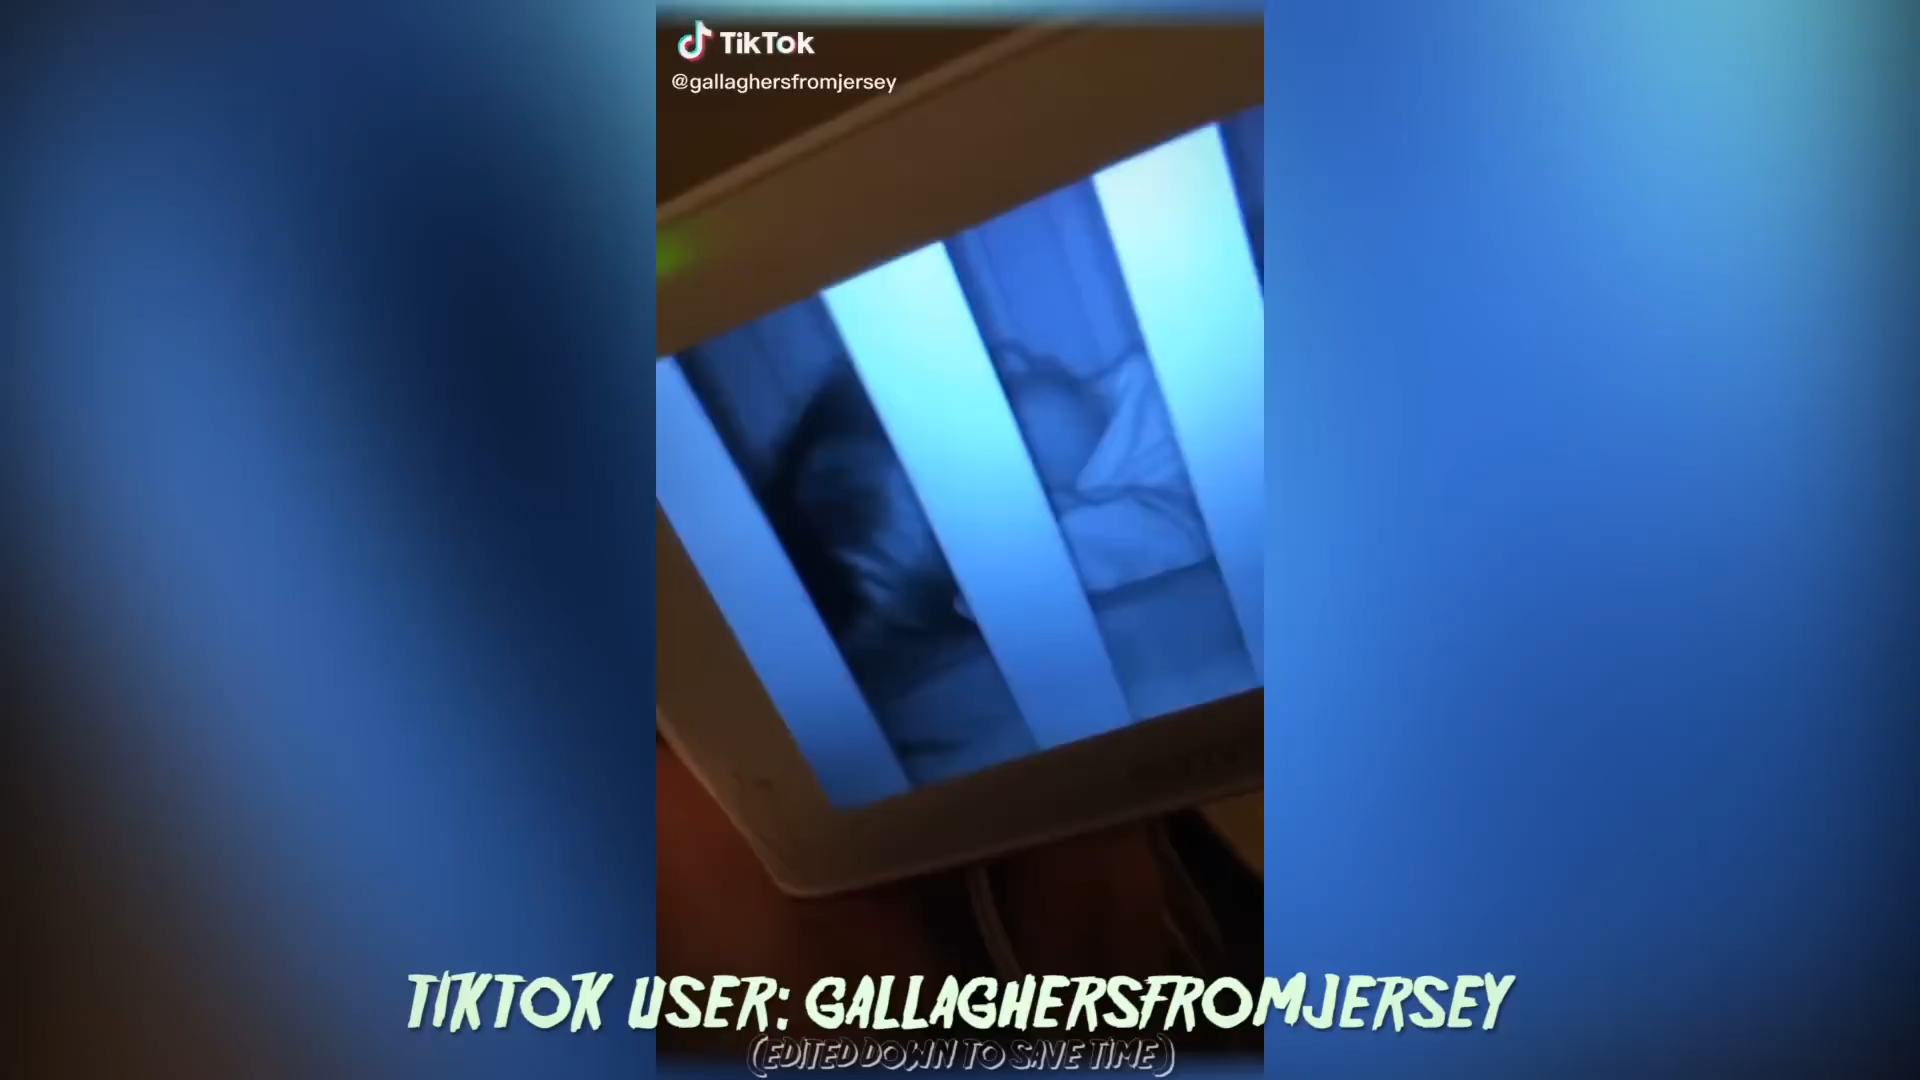 TikTok
@gallaghersfromjersey
TIKTOK USER: GALLAGHERSFROMJERSEY
(EDITED DOWN TO SAVE TIME)